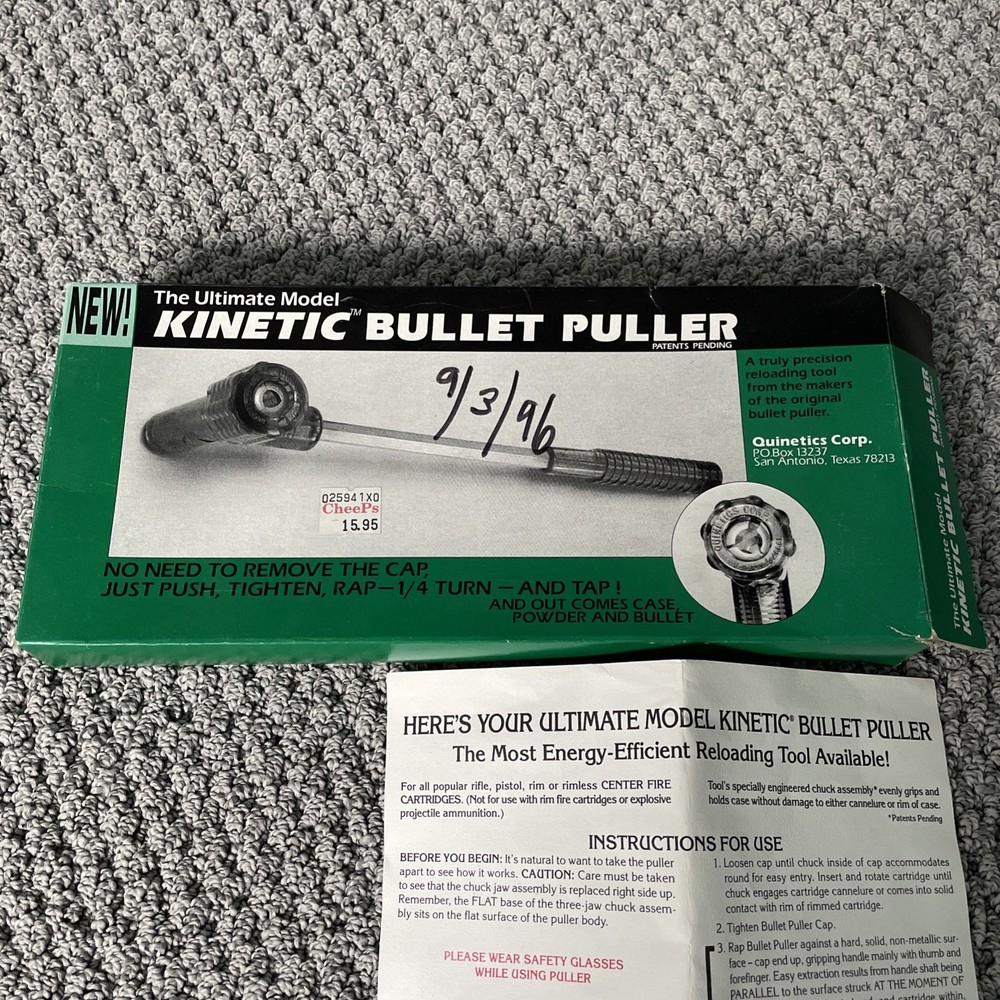 NEW!
The Ultimate Model
KINETIC™ BULLET PULLER
PATENTS PENDING
A truly precision
reloading tool
from the makers
of the original
bullet puller.
Quinetics Corp.
P.O.Box 13237
San Antonio, Texas 78213
9/3/96
025941X0
CheePs
15.95
QUINETICS CORP.
NO NEED TO REMOVE THE CAP,
JUST PUSH, TIGHTEN, RAP—1/4 TURN — AND TAP !
AND OUT COMES CASE,
POWDER AND BULLET
The Ultimate Model
KINETIC BULLET PULLER
HERE'S YOUR ULTIMATE MODEL KINETIC® BULLET PULLER
The Most Energy-Efficient Reloading Tool Available!
For all popular rifle, pistol, rim or rimless CENTER FIRE
CARTRIDGES. (Not for use with rim fire cartridges or explosive
projectile ammunition.)
Tool's specially engineered chuck assembly* evenly grips and
holds case without damage to either cannelure or rim of case.
*Patents Pending
INSTRUCTIONS FOR USE
BEFORE YOU BEGIN: It's natural to want to take the puller
apart to see how it works. CAUTION: Care must be taken
to see that the chuck jaw assembly is replaced right side up.
Remember, the FLAT base of the three-jaw chuck assem-
bly sits on the flat surface of the puller body.
PLEASE WEAR SAFETY GLASSES
WHILE USING PULLER
1. Loosen cap until chuck inside of cap accommodates
round for easy entry. Insert and rotate cartridge until
chuck engages cartridge cannelure or comes into solid
contact with rim of rimmed cartridge.
2. Tighten Bullet Puller Cap.
3. Rap Bullet Puller against a hard, solid, non-metallic sur-
face – cap end up, gripping handle mainly with thumb and
forefinger. Easy extraction results from handle shaft being
PARALLEL to the surface struck AT THE MOMENT OF
and cartridge within,